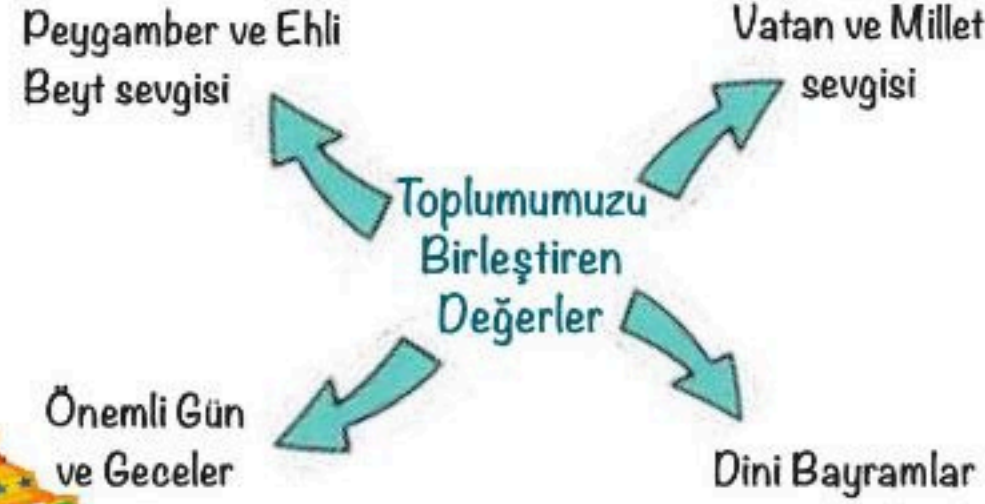 Peygamber ve Ehli
Beyt sevgisi
Vatan ve Millet
sevgisi
Toplumumuzu
Birleştiren
Değerler
Önemli Gün
ve Geceler
Dini Bayramlar